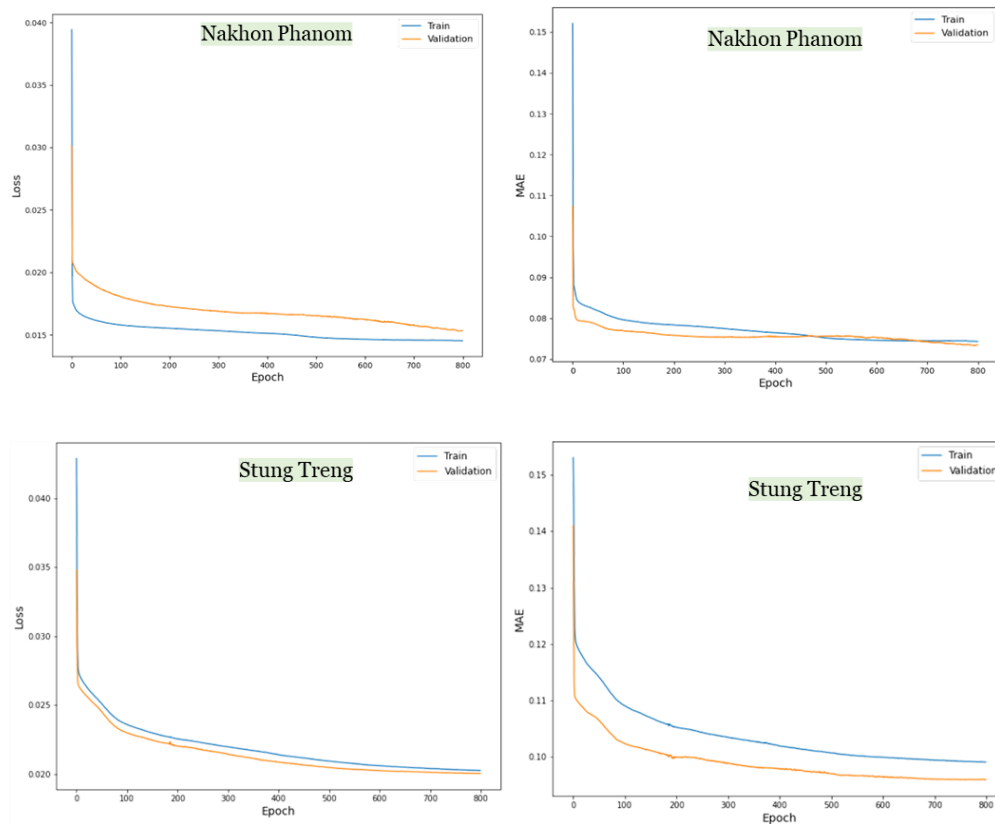 Nakhon Phanom
Train
Validation
0.040
0.035
0.030
0.025
0.020
0.015
Loss
0 100 200 300 400 500 600 700 800
Epoch
Nakhon Phanom
Train
Validation
0.15
0.14
0.13
0.12
0.11
0.10
0.09
0.08
0.07
MAE
0 100 200 300 400 500 600 700 800
Epoch
Stung Treng
Train
Validation
0.040
0.035
0.030
0.025
0.020
Loss
0 100 200 300 400 500 600 700 800
Epoch
Stung Treng
Train
Validation
0.15
0.14
0.13
0.12
0.11
0.10
MAE
0 100 200 300 400 500 600 700 800
Epoch